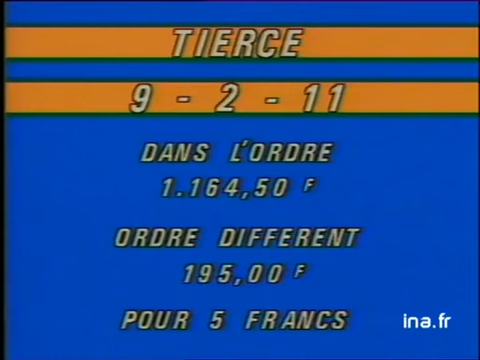 TIERCE
9 - 2 - 11
DANS L'ORDRE
1.164,50 F
ORDRE DIFFERENT
195,00 F
POUR 5 FRANCS
ina.fr